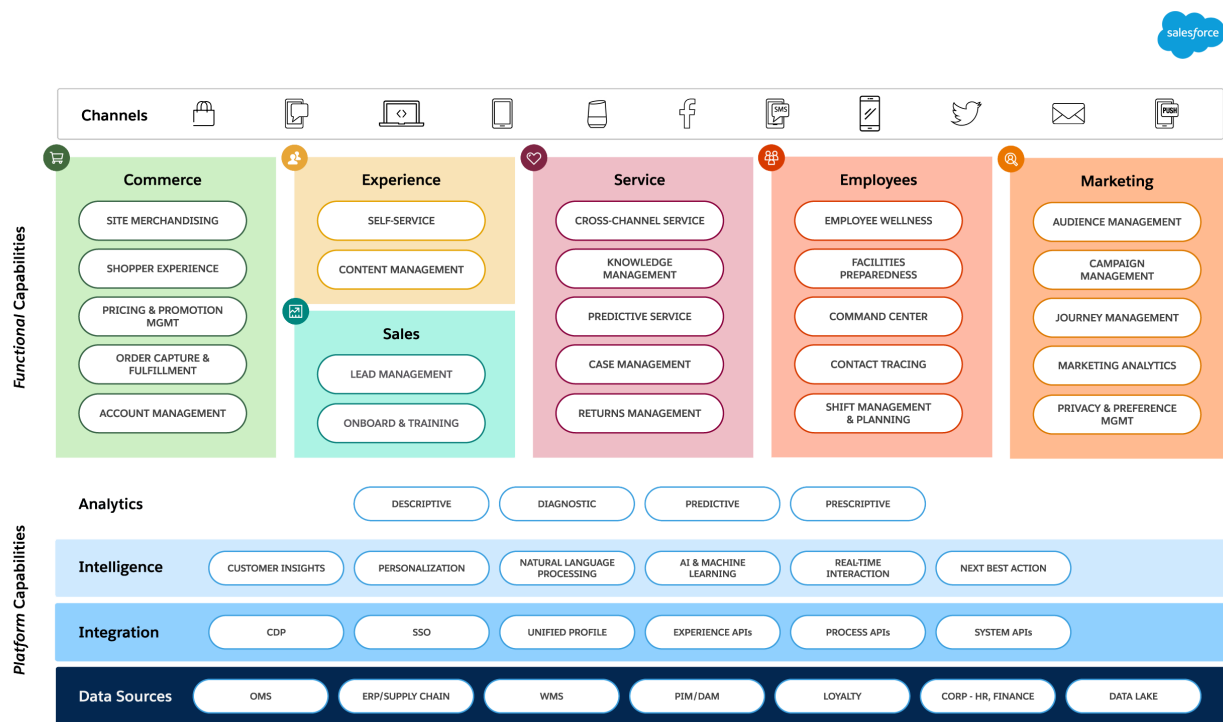 salesforce
Channels
SMS
PUSH
Functional Capabilities
Commerce
SITE MERCHANDISING
SHOPPER EXPERIENCE
PRICING & PROMOTION
MGMT
ORDER CAPTURE &
FULFILLMENT
ACCOUNT MANAGEMENT
Experience
SELF-SERVICE
CONTENT MANAGEMENT
Sales
LEAD MANAGEMENT
ONBOARD & TRAINING
Service
CROSS-CHANNEL SERVICE
KNOWLEDGE
MANAGEMENT
PREDICTIVE SERVICE
CASE MANAGEMENT
RETURNS MANAGEMENT
Employees
EMPLOYEE WELLNESS
FACILITIES
PREPAREDNESS
COMMAND CENTER
CONTACT TRACING
SHIFT MANAGEMENT
& PLANNING
Marketing
AUDIENCE MANAGEMENT
CAMPAIGN
MANAGEMENT
JOURNEY MANAGEMENT
MARKETING ANALYTICS
PRIVACY & PREFERENCE
MGMT
Platform Capabilities
Analytics
DESCRIPTIVE
DIAGNOSTIC
PREDICTIVE
PRESCRIPTIVE
Intelligence
CUSTOMER INSIGHTS
PERSONALIZATION
NATURAL LANGUAGE
PROCESSING
AI & MACHINE
LEARNING
REAL-TIME
INTERACTION
NEXT BEST ACTION
Integration
CDP
SSO
UNIFIED PROFILE
EXPERIENCE APIs
PROCESS APIs
SYSTEM APIs
Data Sources
OMS
ERP/SUPPLY CHAIN
WMS
PIM/DAM
LOYALTY
CORP - HR, FINANCE
DATA LAKE